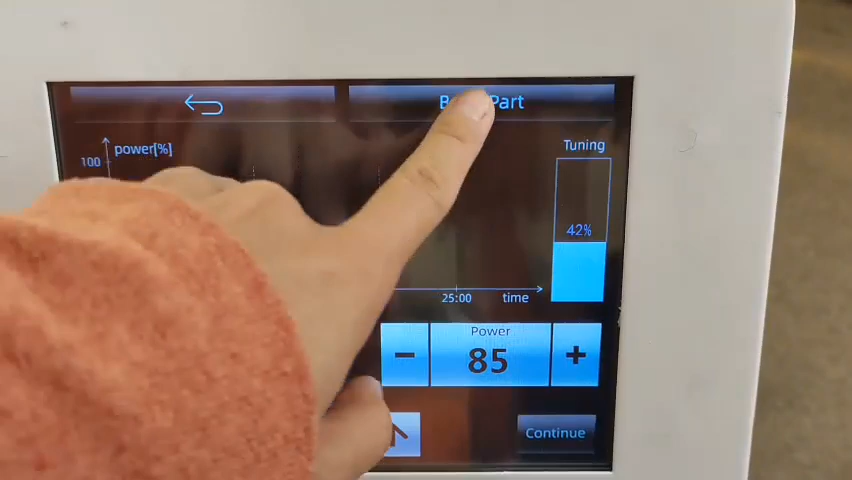 Part
power[%]
100
Tuning
42%
25:00 time
Power
- 85 +
Continue